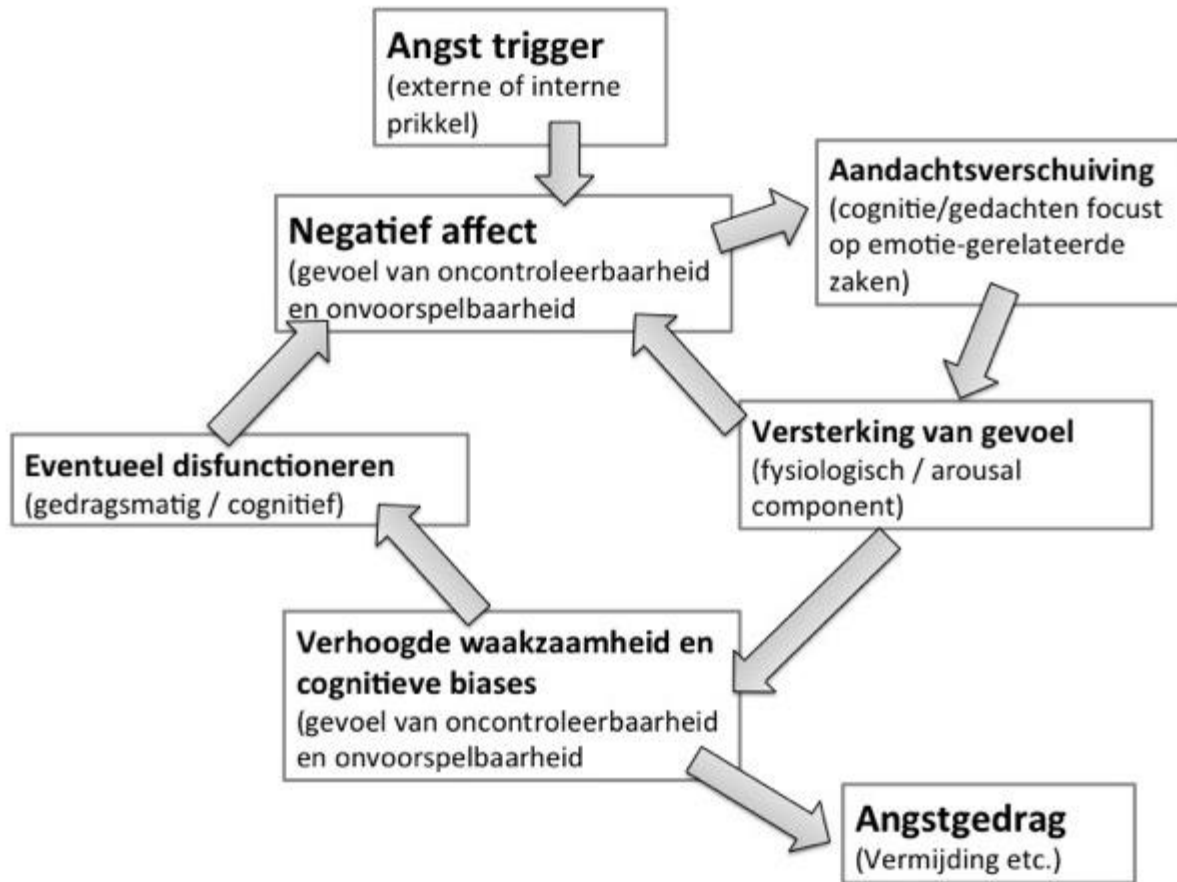 Angst trigger
(externe of interne
prikkel)
Aandachtsverschuiving
(cognitie/gedachten focust
op emotie-gerelateerde
zaken)
Negatief affect
(gevoel van oncontroleerbaarheid
en onvoorspelbaarheid
Versterking van gevoel
(fysiologisch / arousal
component)
Eventueel disfunctioneren
(gedragsmatig / cognitief)
Verhoogde waakzaamheid en
cognitieve biases
(gevoel van oncontroleerbaarheid
en onvoorspelbaarheid
Angstgedrag
(Vermijding etc.)